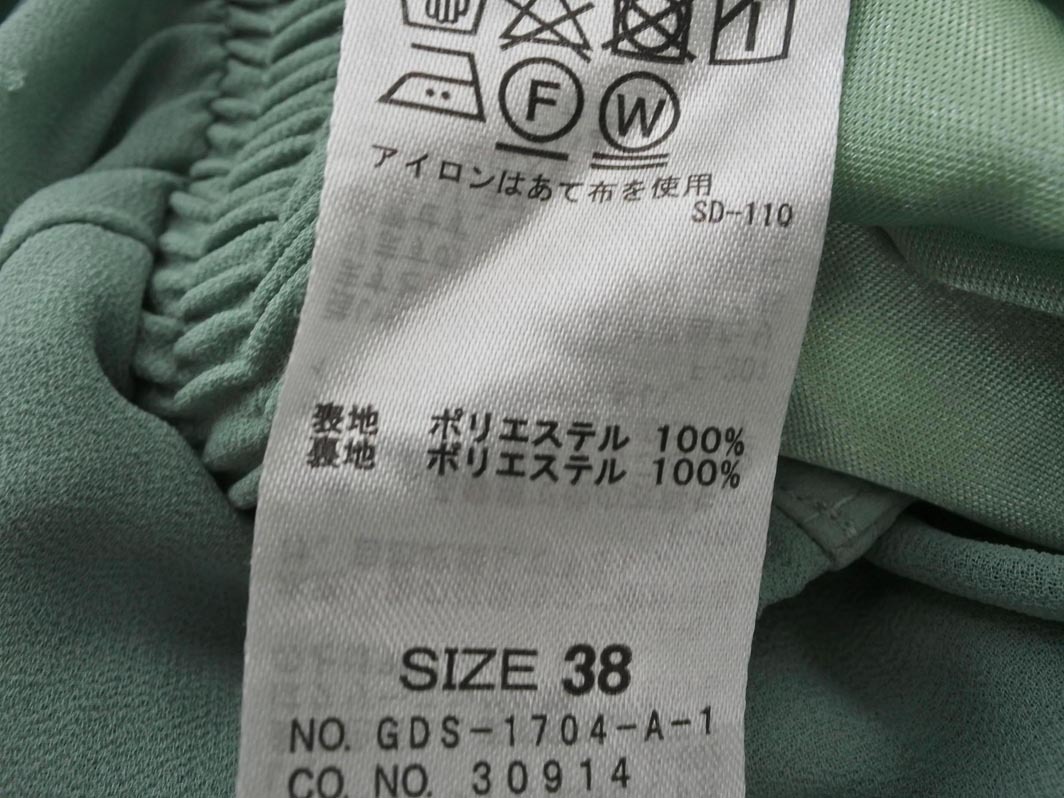 F W
アイロンはあて布を使用
SD-110
表地 ポリエステル 100%
裏地 ポリエステル 100%
SIZE 38
NO. GDS-1704-A-1
CO. NO. 30914